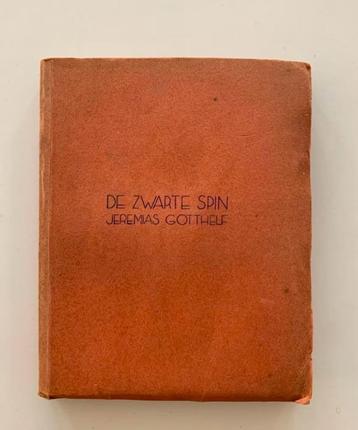 DE ZWARTE SPIN
JEREMIAS GOTTHELF